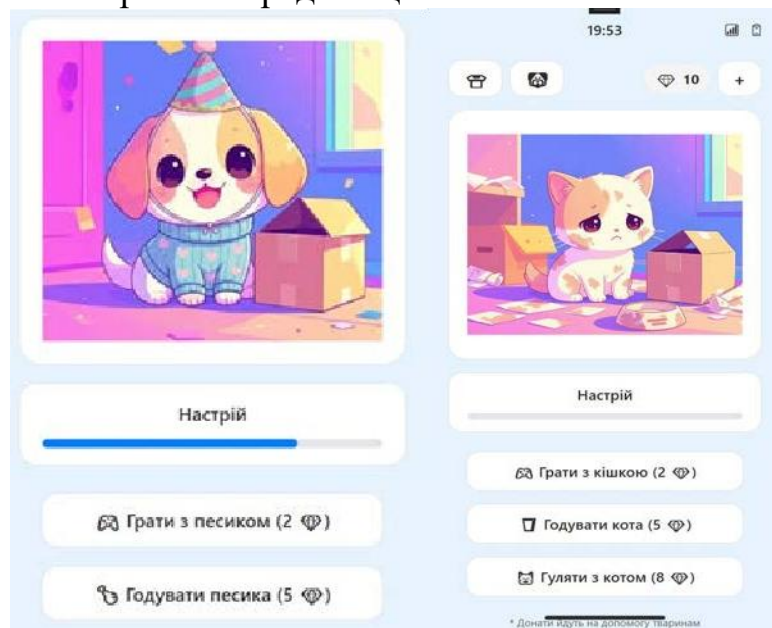 Настрій
Грати з песиком (2 )
Годувати песика (5 )
19:53
10 +
Настрій
Грати з кішкою (2 )
Годувати кота (5 )
Гуляти з котом (8 )
* Донати йдуть на допомогу тваринам